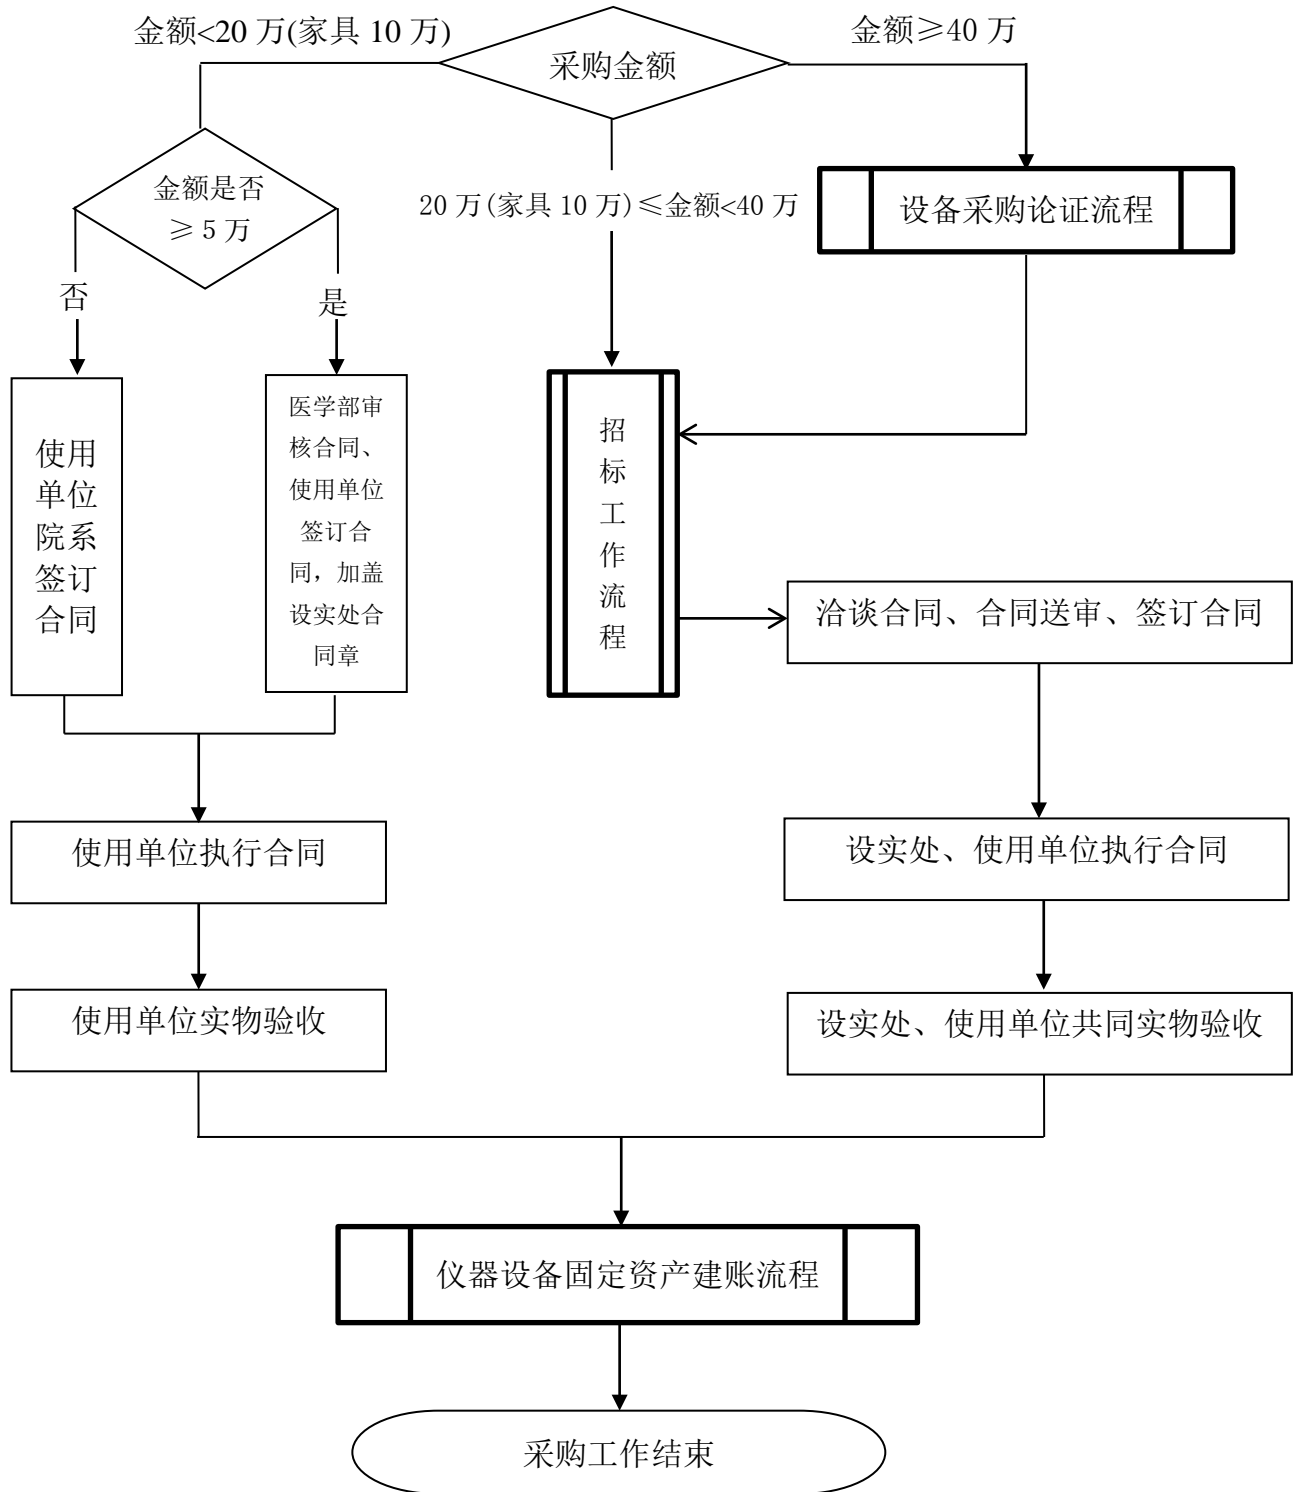 金额<20 万(家具 10 万)
金额≥40 万
采购金额
金额是否
≥ 5 万
20 万(家具 10 万)≤金额<40 万
设备采购论证流程
否
是
使用
单位
院系
签订
合同
医学部审
核合同、
使用单位
签订合
同，加盖
设实处合
同章
招
标
工
作
流
程
洽谈合同、合同送审、签订合同
使用单位执行合同
设实处、使用单位执行合同
使用单位实物验收
设实处、使用单位共同实物验收
仪器设备固定资产建账流程
采购工作结束